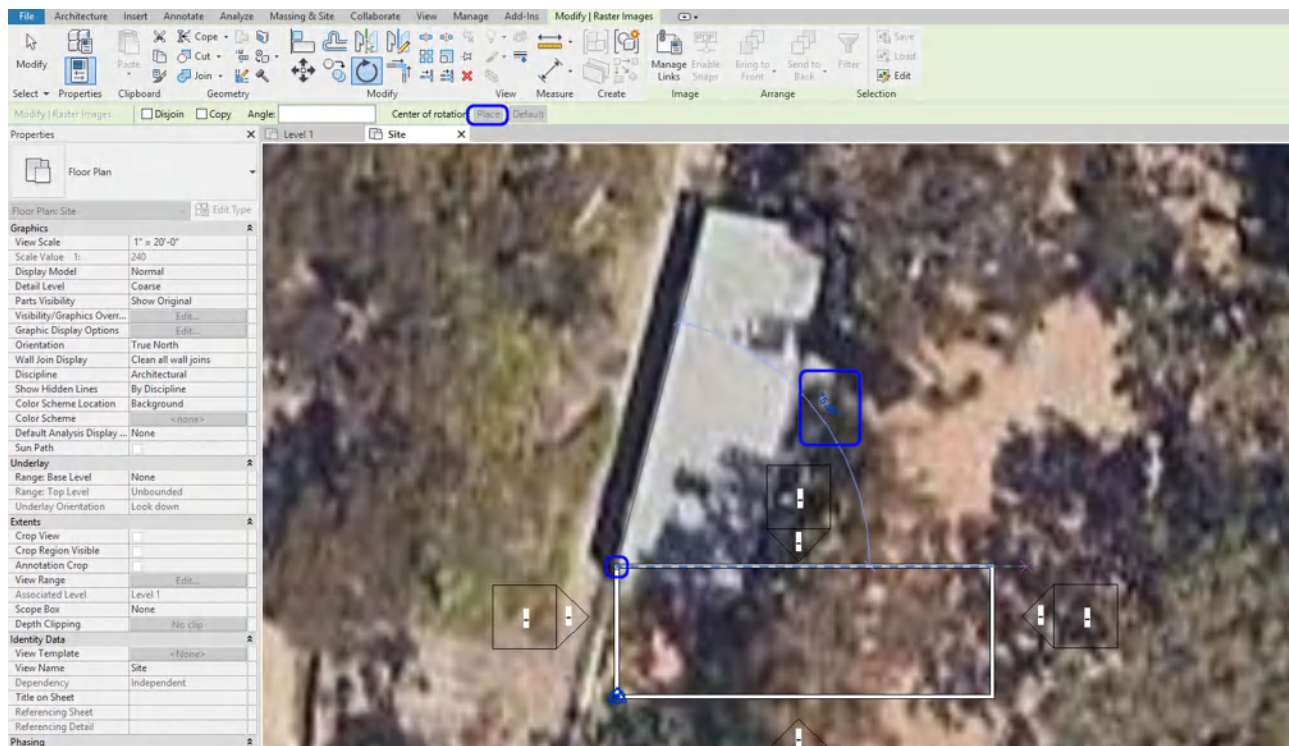 File Architecture Insert Annotate Analyze Massing & Site Collaborate View Manage Add-Ins Modify | Raster Images
Cope Save
Cut Load
Modify Paste Join Manage Links Enable Snaps Bring to Front Send to Back Filter Edit
Select Properties Clipboard Geometry Modify View Measure Create Image Arrange Selection
Modify | Raster Images Disjoin Copy Angle: Center of rotation: Place Default
Properties Level 1 Site
Floor Plan
Floor Plan: Site Edit Type
Graphics
View Scale 1" = 20'-0"
Scale Value 1: 240
Display Model Normal
Detail Level Coarse
Parts Visibility Show Original
Visibility/Graphics Overr... Edit...
Graphic Display Options Edit...
Orientation True North
Wall Join Display Clean all wall joins
Discipline Architectural
Show Hidden Lines By Discipline
Color Scheme Location Background
Color Scheme <none>
Default Analysis Display ... None
Sun Path
Underlay
Range: Base Level None
Range: Top Level Unbounded
Underlay Orientation Look down
Extents
Crop View
Crop Region Visible
Annotation Crop
View Range Edit...
Associated Level Level 1
Scope Box None
Depth Clipping No clip
Identity Data
View Template <None>
View Name Site
Dependency Independent
Title on Sheet
Referencing Sheet
Referencing Detail
Phasing